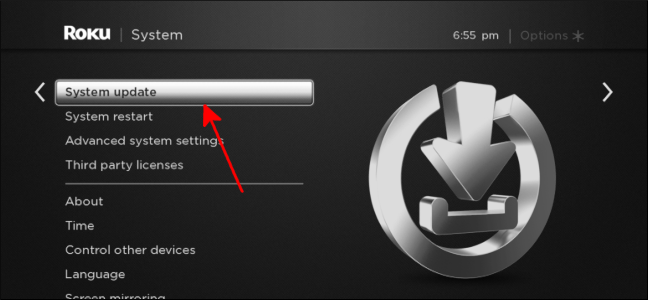 Roku | System
6:55 pm | Options
System update
System restart
Advanced system settings
Third party licenses
About
Time
Control other devices
Language
Screen mirroring